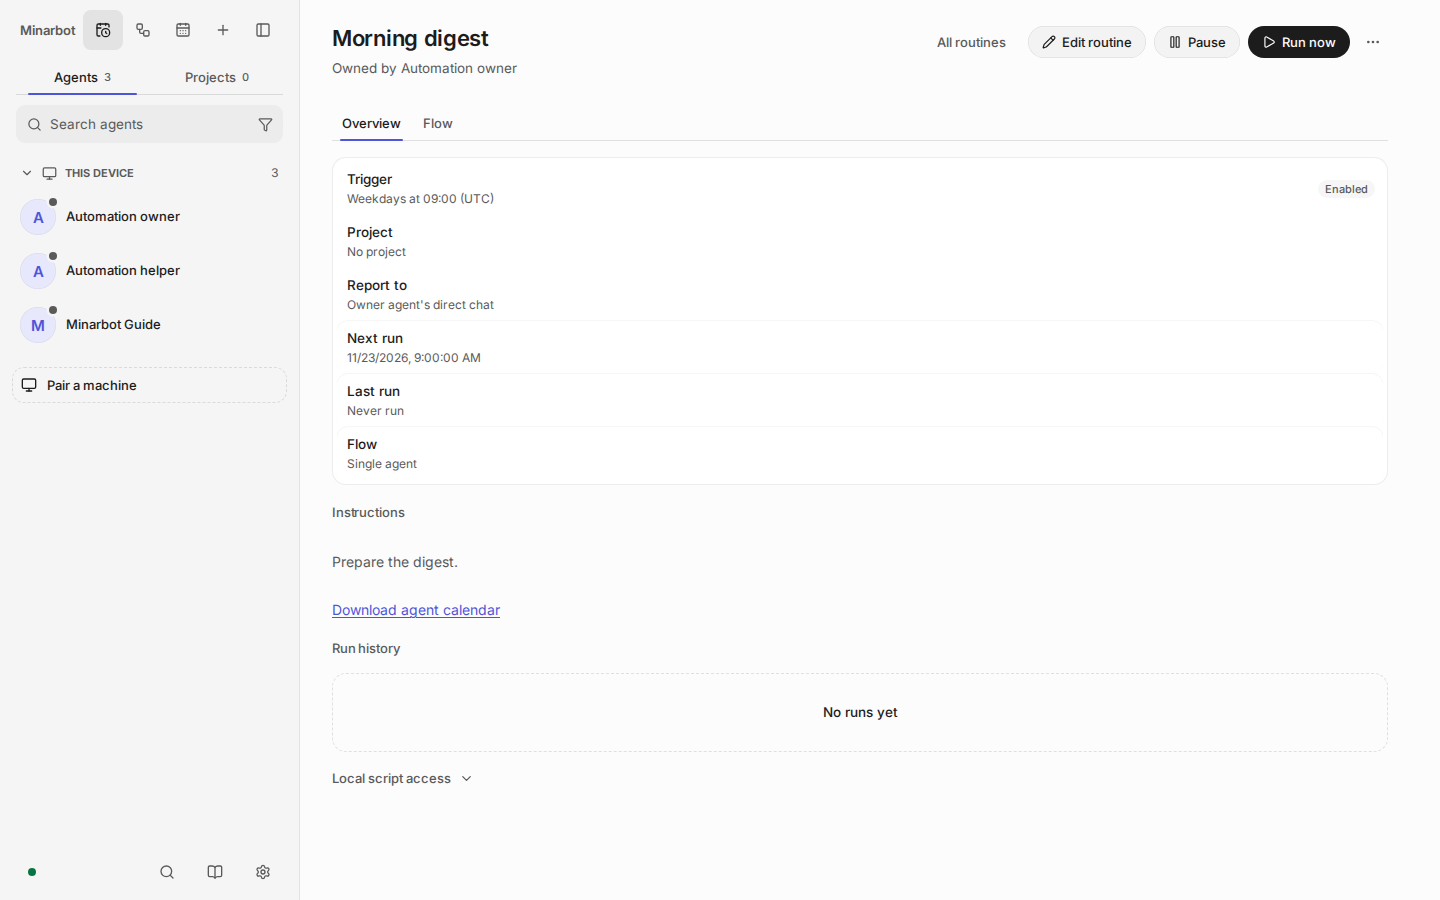 Minarbot
Agents 3
Projects 0
Search agents
THIS DEVICE
3
A
Automation owner
A
Automation helper
M
Minarbot Guide
Pair a machine
Morning digest
Owned by Automation owner
All routines
Edit routine
Pause
Run now
Overview
Flow
Trigger
Weekdays at 09:00 (UTC)
Enabled
Project
No project
Report to
Owner agent's direct chat
Next run
11/23/2026, 9:00:00 AM
Last run
Never run
Flow
Single agent
Instructions
Prepare the digest.
Download agent calendar
Run history
No runs yet
Local script access